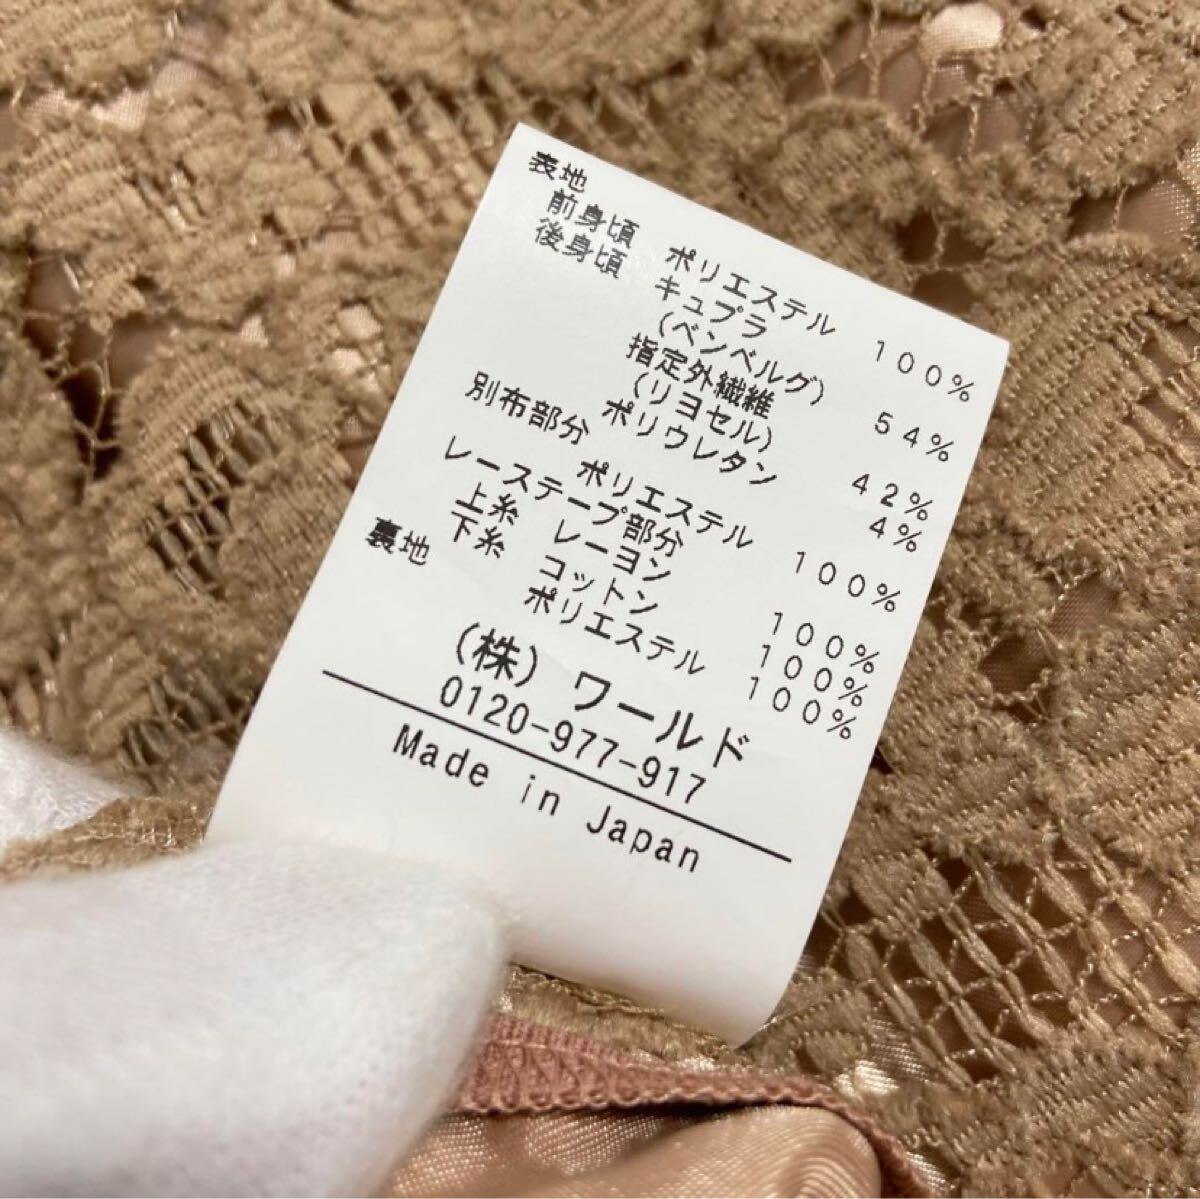 表地
前身頃 ポリエステル 100%
後身頃 キュプラ
(ベンベルグ) 54%
指定外繊維
(リヨセル) 42%
ポリウレタン 4%
別布部分
ポリエステル 100%
レーステープ部分
上糸 レーヨン 100%
下糸 コットン 100%
裏地 ポリエステル 100%
(株)ワールド
0120-977-917
Made in Japan